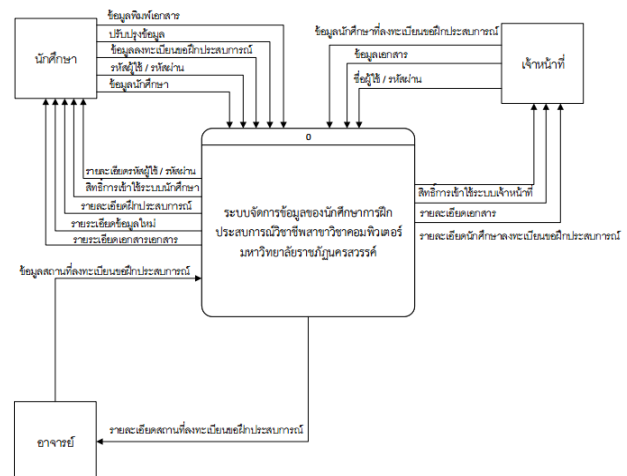 ข้อมูลพิมพ์เอกสาร
ปรับปรุงข้อมูล
ข้อมูลลงทะเบียนขอฝึกประสบการณ์
รหัสผู้ใช้ / รหัสผ่าน
ข้อมูลนักศึกษา
นักศึกษา
ข้อมูลนักศึกษาที่ลงทะเบียนขอฝึกประสบการณ์
ข้อมูลเอกสาร
ชื่อผู้ใช้ / รหัสผ่าน
เจ้าหน้าที่
0
ระบบจัดการข้อมูลของนักศึกษาการฝึก
ประสบการณ์วิชาชีพสาขาวิชาคอมพิวเตอร์
มหาวิทยาลัยราชภัฏนครสวรรค์
รายละเอียดรหัสผู้ใช้ / รหัสผ่าน
สิทธิ์การเข้าใช้ระบบนักศึกษา
รายละเอียดฝึกประสบการณ์
รายระเอียดข้อมูลใหม่
รายระเอียดเอกสารเอกสาร
สิทธิ์การเข้าใช้ระบบเจ้าหน้าที่
รายละเอียดเอกสาร
รายละเอียดนักศึกษาลงทะเบียนขอฝึกประสบการณ์
ข้อมูลสถานที่ลงทะเบียนขอฝึกประสบการณ์
รายละเอียดสถานที่ลงทะเบียนขอฝึกประสบการณ์
อาจารย์